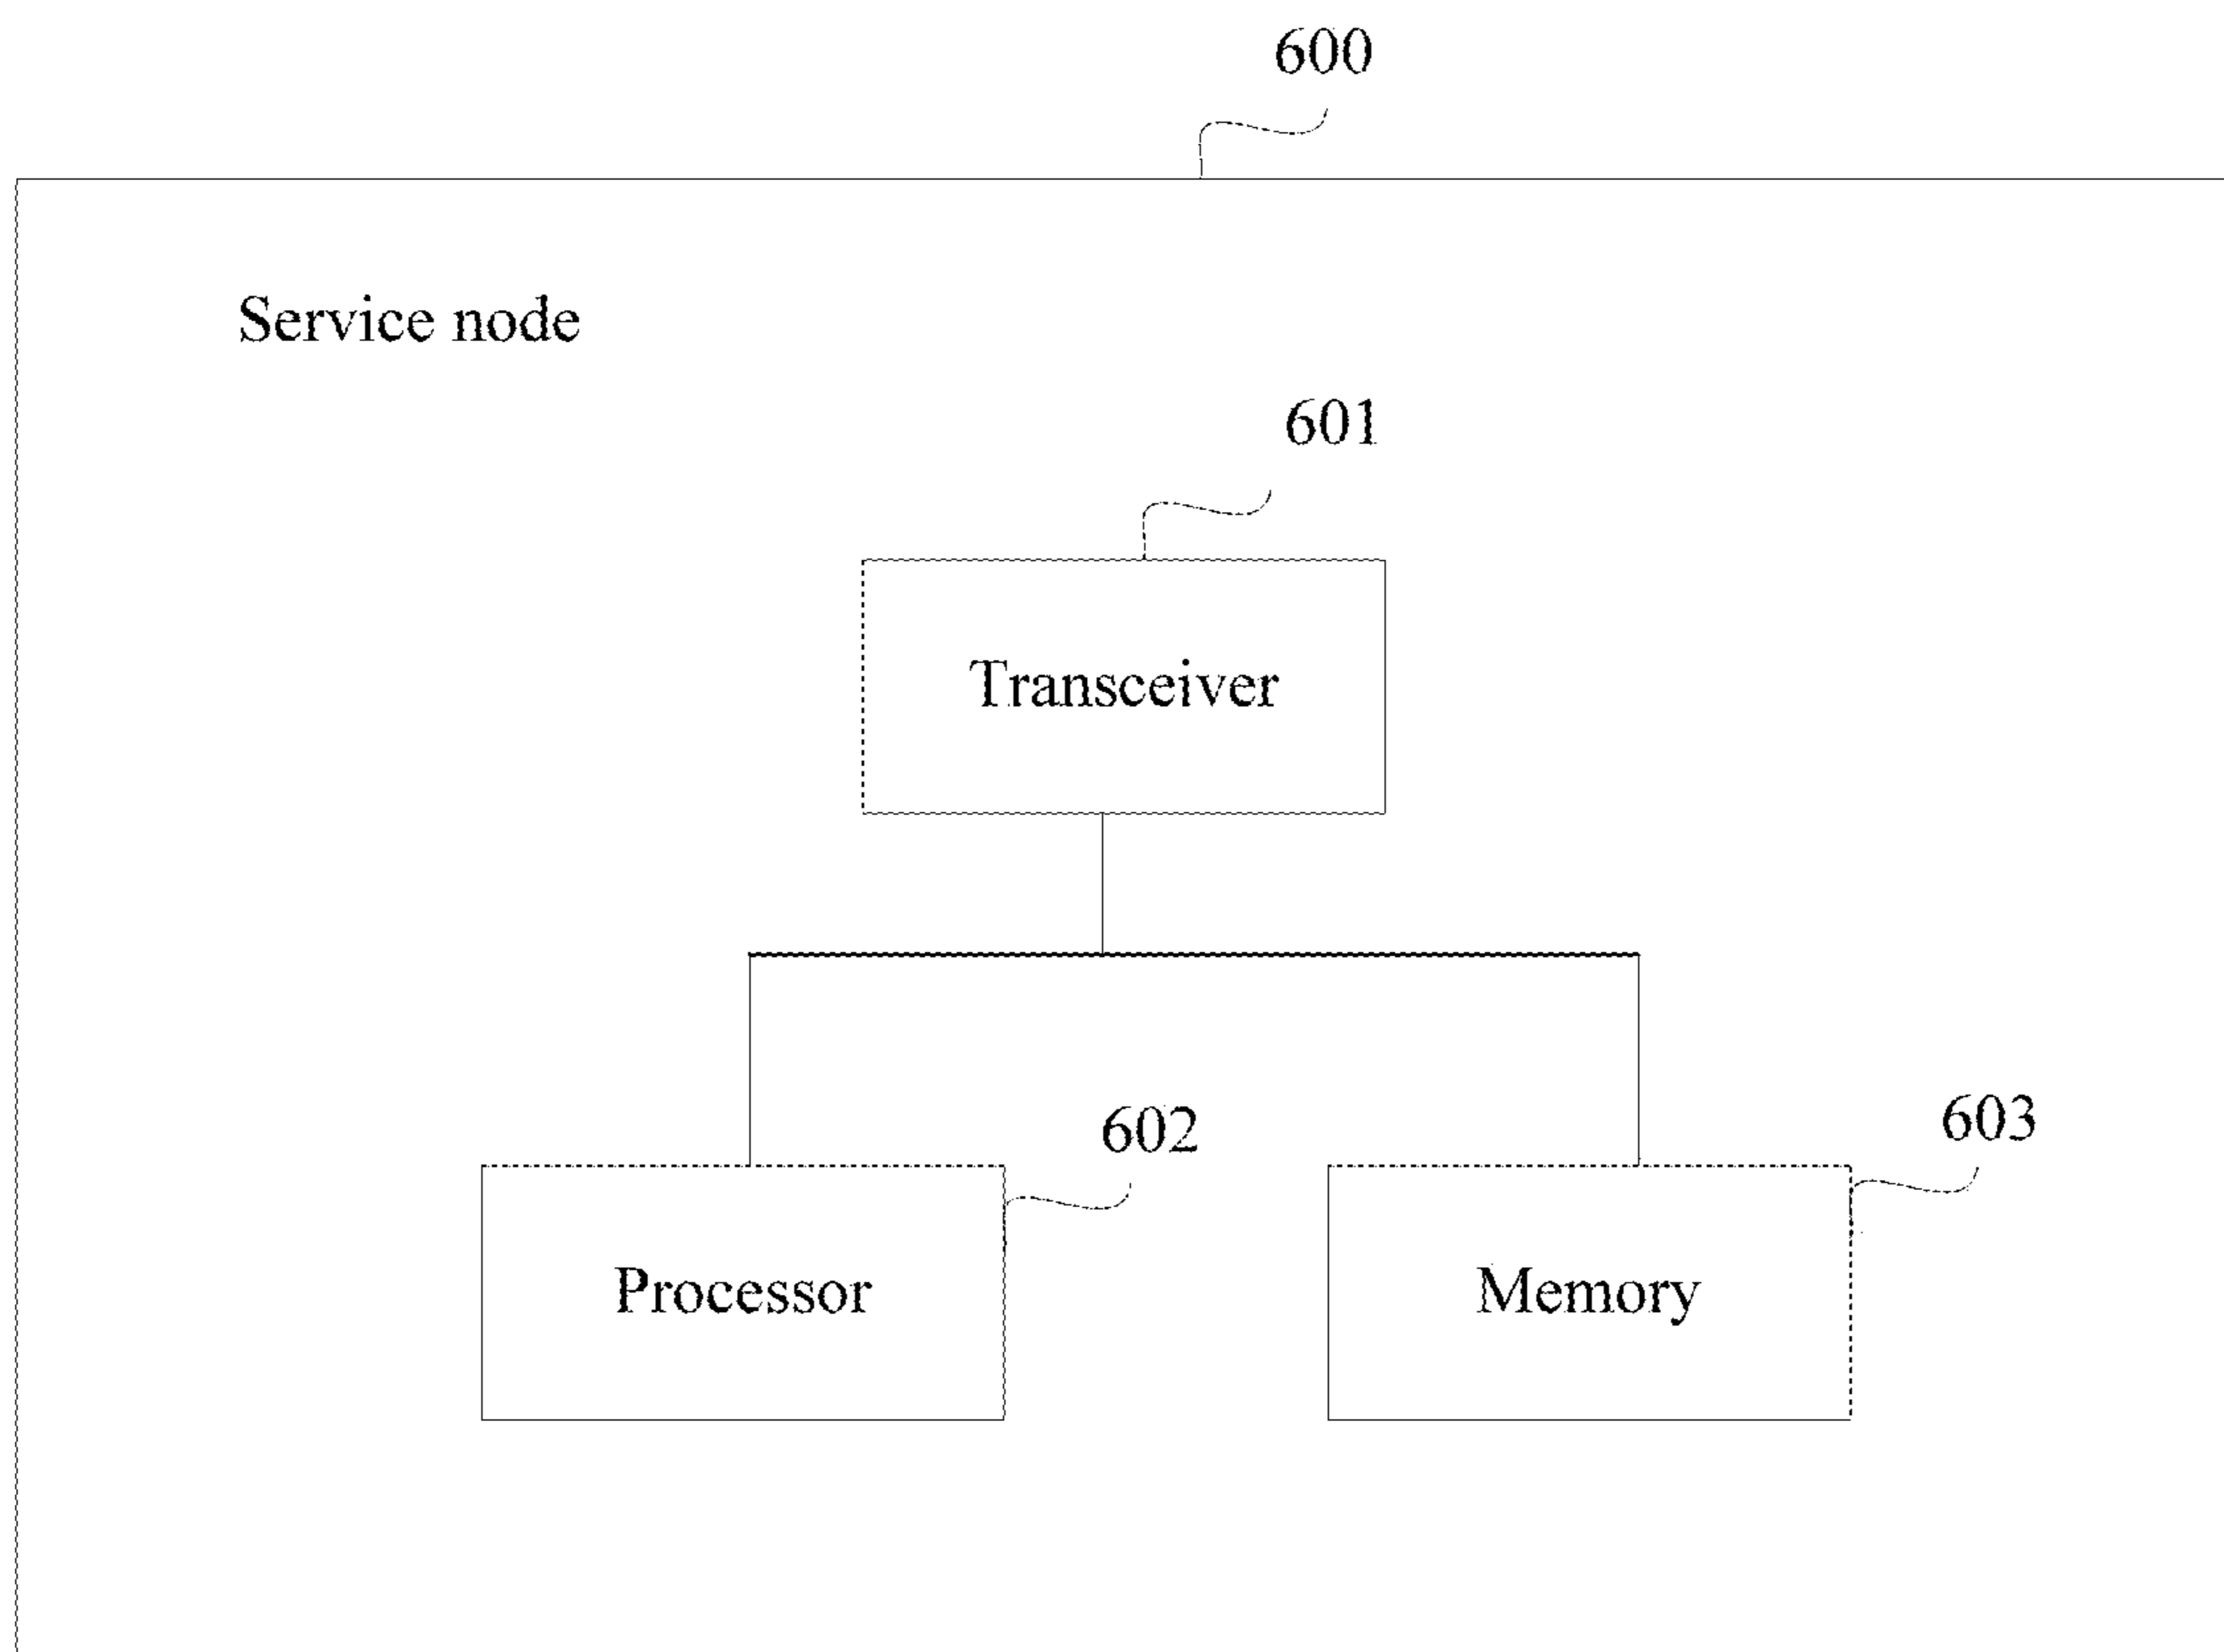 600
Service node
601
Transceiver
602
603
Processor
Memory